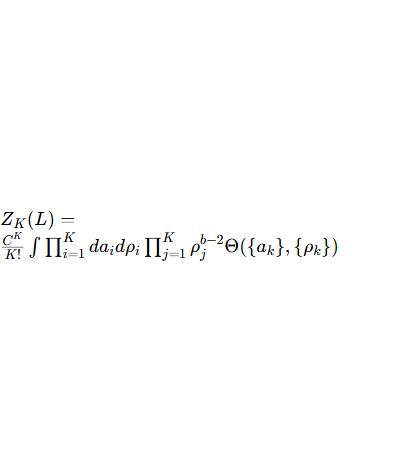 Z_K(L) =
\frac{C^K}{K!} \int \prod_{i=1}^{K} da_i d\rho_i \prod_{j=1}^{K} \rho_j^{b-2} \Theta(\{a_k\}, \{\rho_k\})